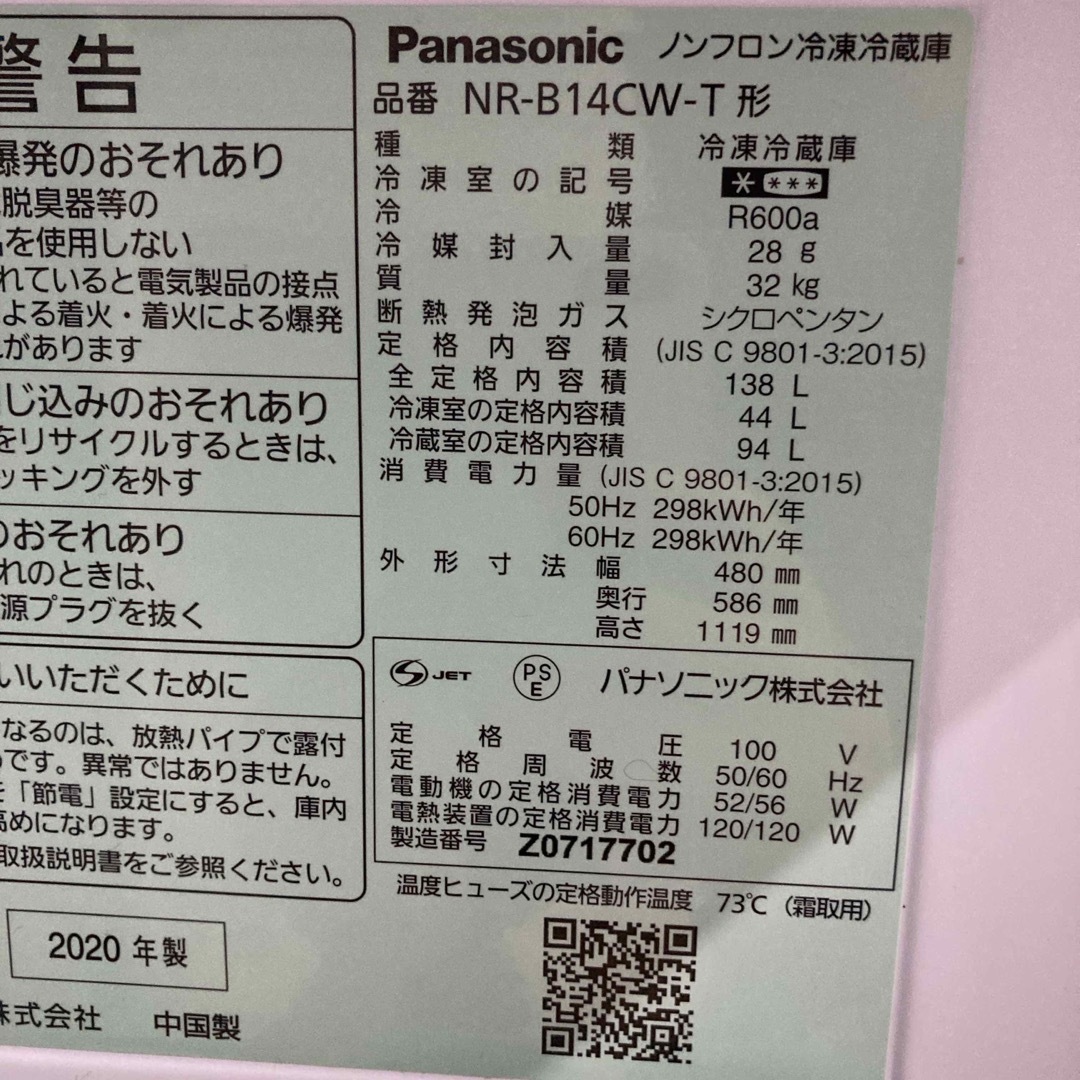 警告
爆発のおそれあり
脱臭器等の
を使用しない
れていると電気製品の接点
よる着火・着火による爆発
があります
じ込みのおそれあり
をリサイクルするときは、
ッキングを外す
のおそれあり
れのときは、
源プラグを抜く
いいただくために
なるのは、放熱パイプで露付
です。異常ではありません。
「節電」設定にすると、庫内
高めになります。
取扱説明書をご参照ください。
2020 年製
株式会社 中国製
Panasonic ノンフロン冷凍冷蔵庫
品番 NR-B14CW-T 形
種類 冷凍冷蔵庫
冷凍室の記号 * ***
冷媒 R600a
冷媒封入量 28 g
質量 32 kg
断熱発泡ガス シクロペンタン
定格内容積 (JIS C 9801-3:2015)
全定格内容積 138 L
冷凍室の定格内容積 44 L
冷蔵室の定格内容積 94 L
消費電力量 (JIS C 9801-3:2015)
50Hz 298kWh/年
60Hz 298kWh/年
外形寸法 幅 480 mm
奥行 586 mm
高さ 1119 mm
S JET PS E パナソニック株式会社
定格電圧 100 V
定格周波数 50/60 Hz
電動機の定格消費電力 52/56 W
電熱装置の定格消費電力 120/120 W
製造番号 Z0717702
温度ヒューズの定格動作温度 73℃ (霜取用)